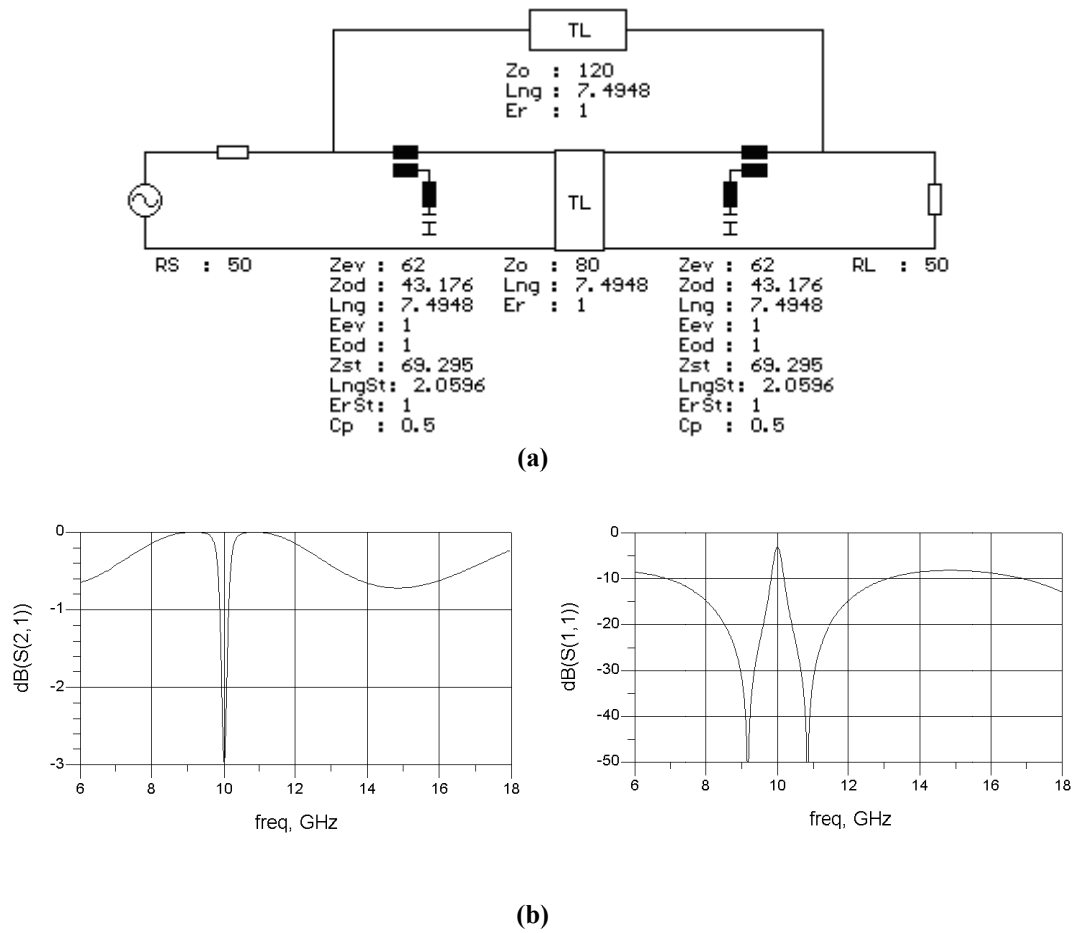 TL
Zo : 120
Lng : 7.4948
Er : 1
TL
RS : 50
Zev : 62
Zod : 43.176
Lng : 7.4948
Eev : 1
Eod : 1
Zst : 69.295
LngSt: 2.0596
ErSt: 1
Cp : 0.5
Zo : 80
Lng : 7.4948
Er : 1
Zev : 62
Zod : 43.176
Lng : 7.4948
Eev : 1
Eod : 1
Zst : 69.295
LngSt: 2.0596
ErSt: 1
Cp : 0.5
RL : 50
(a)
dB(S(2,1))
0
-1
-2
-3
6 8 10 12 14 16 18
freq, GHz
dB(S(1,1))
0
-10
-20
-30
-40
-50
6 8 10 12 14 16 18
freq, GHz
(b)